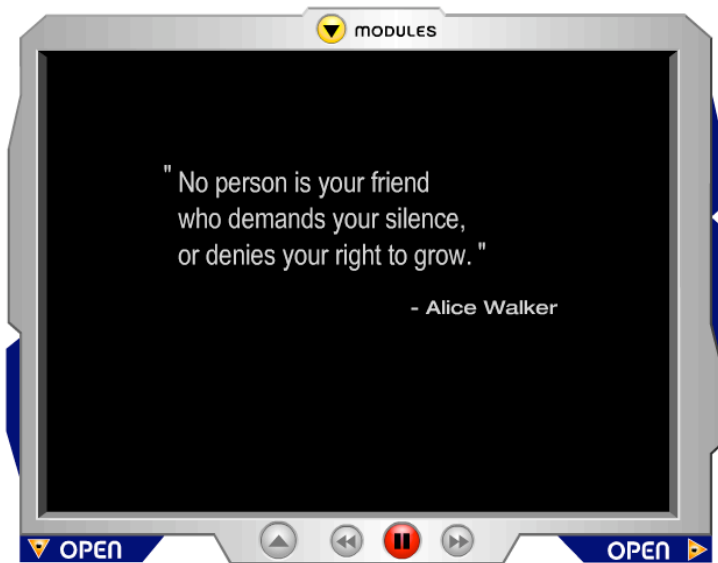 MODULES
" No person is your friend
who demands your silence,
or denies your right to grow. "
- Alice Walker
OPEN
OPEN